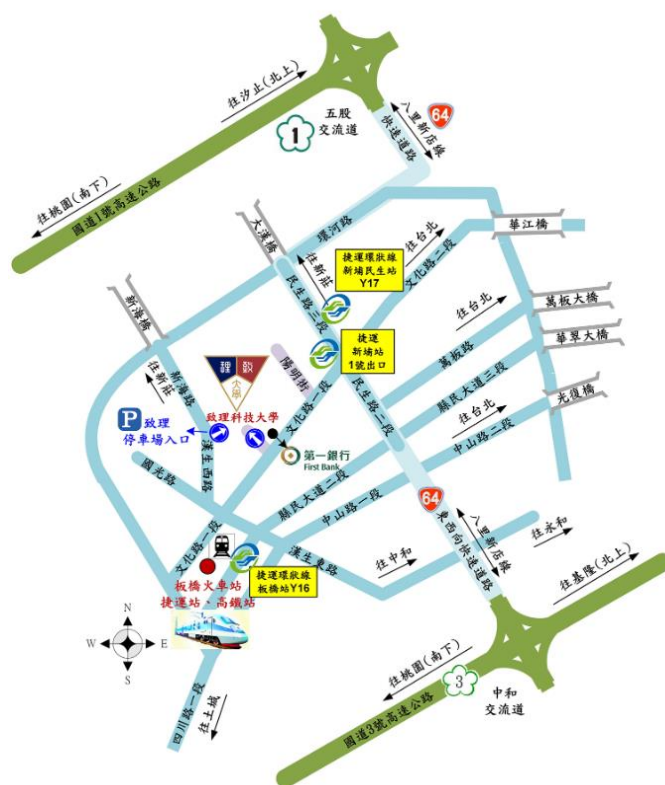 往汐止(北上)
64
八里新店線
快速道路
1
五股
交流道
往桃園(南下)
國道1號高速公路
大漢橋
環河路
往台北
華江橋
文化路二段
往新莊
捷運環狀線
新埔民生站
Y17
民生路三段
新海橋
往台北
萬板大橋
捷運
新埔站
1號出口
萬板路
華翠大橋
陽明街
往新莊
新海路
理
致
大學
民生路二段
縣民大道三段
往台北
光復橋
文化路一段
P 致理
停車場入口
致理科技大學
漢生西路
第一銀行
First Bank
中山路二段
國光路
縣民大道二段
64
中山路一段
八里新店線
東西向快速道路
文化路一段
漢生東路
往中和
往永和
往基隆(北上)
捷運環狀線
板橋站Y16
板橋火車站
捷運站、高鐵站
N
W
E
S
往桃園(南下)
3
中和
交流道
四川路一段
往土城
國道3號高速公路